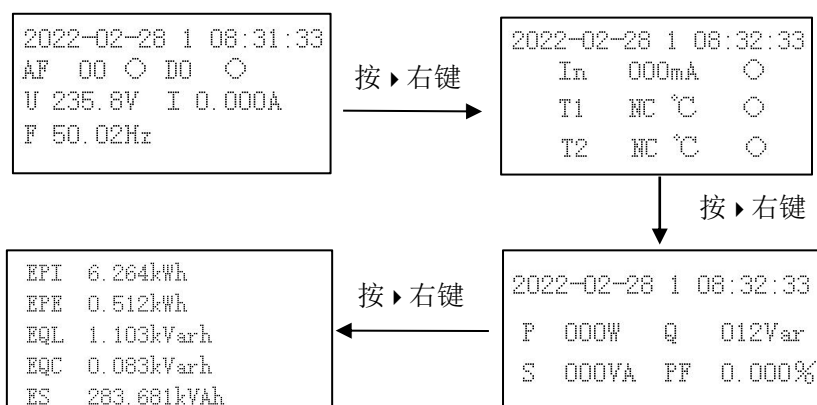 2022-02-28 1 08:31:33
AF 00 ○ DO ○
U 235.8V I 0.000A
F 50.02Hz
按▸右键
2022-02-28 1 08:32:33
In 000mA ○
T1 NC ℃ ○
T2 NC ℃ ○
按▸右键
2022-02-28 1 08:32:33
P 000W Q 012Var
S 000VA PF 0.000%
按▸右键
EPI 6.264kWh
EPE 0.512kWh
EQL 1.103kVarh
EQC 0.083kVarh
ES 283.681kVAh